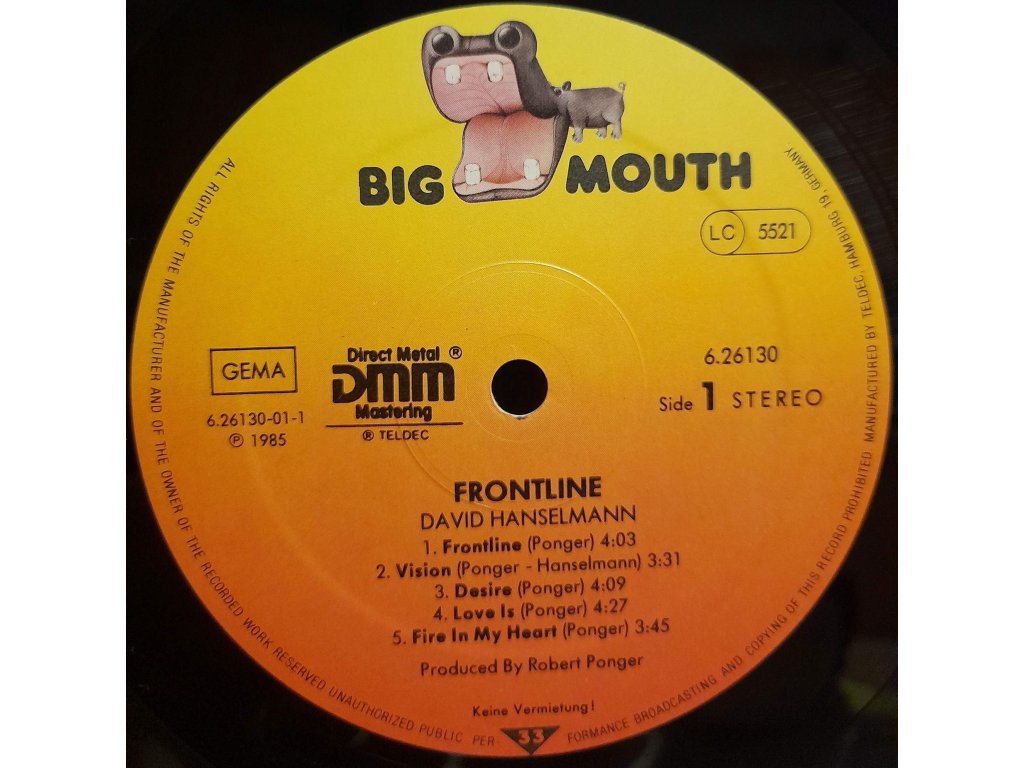 BIG MOUTH
LC 5521
GEMA
6.26130-01-1
℗ 1985
Direct Metal ®
DMM
Mastering
® TELDEC
6.26130
Side 1 STEREO
FRONTLINE
DAVID HANSELMANN
1. Frontline (Ponger) 4:03
2. Vision (Ponger - Hanselmann) 3:31
3. Desire (Ponger) 4:09
4. Love Is (Ponger) 4:27
5. Fire In My Heart (Ponger) 3:45
Produced By Robert Ponger
Keine Vermietung!
33
ALL RIGHTS OF THE MANUFACTURER AND OF THE OWNER OF THE RECORDED WORK RESERVED UNAUTHORIZED PUBLIC PER- FORMANCE BROADCASTING AND COPYING OF THIS RECORD PROHIBITED MANUFACTURED BY TELDEC, HAMBURG 19, GERMANY